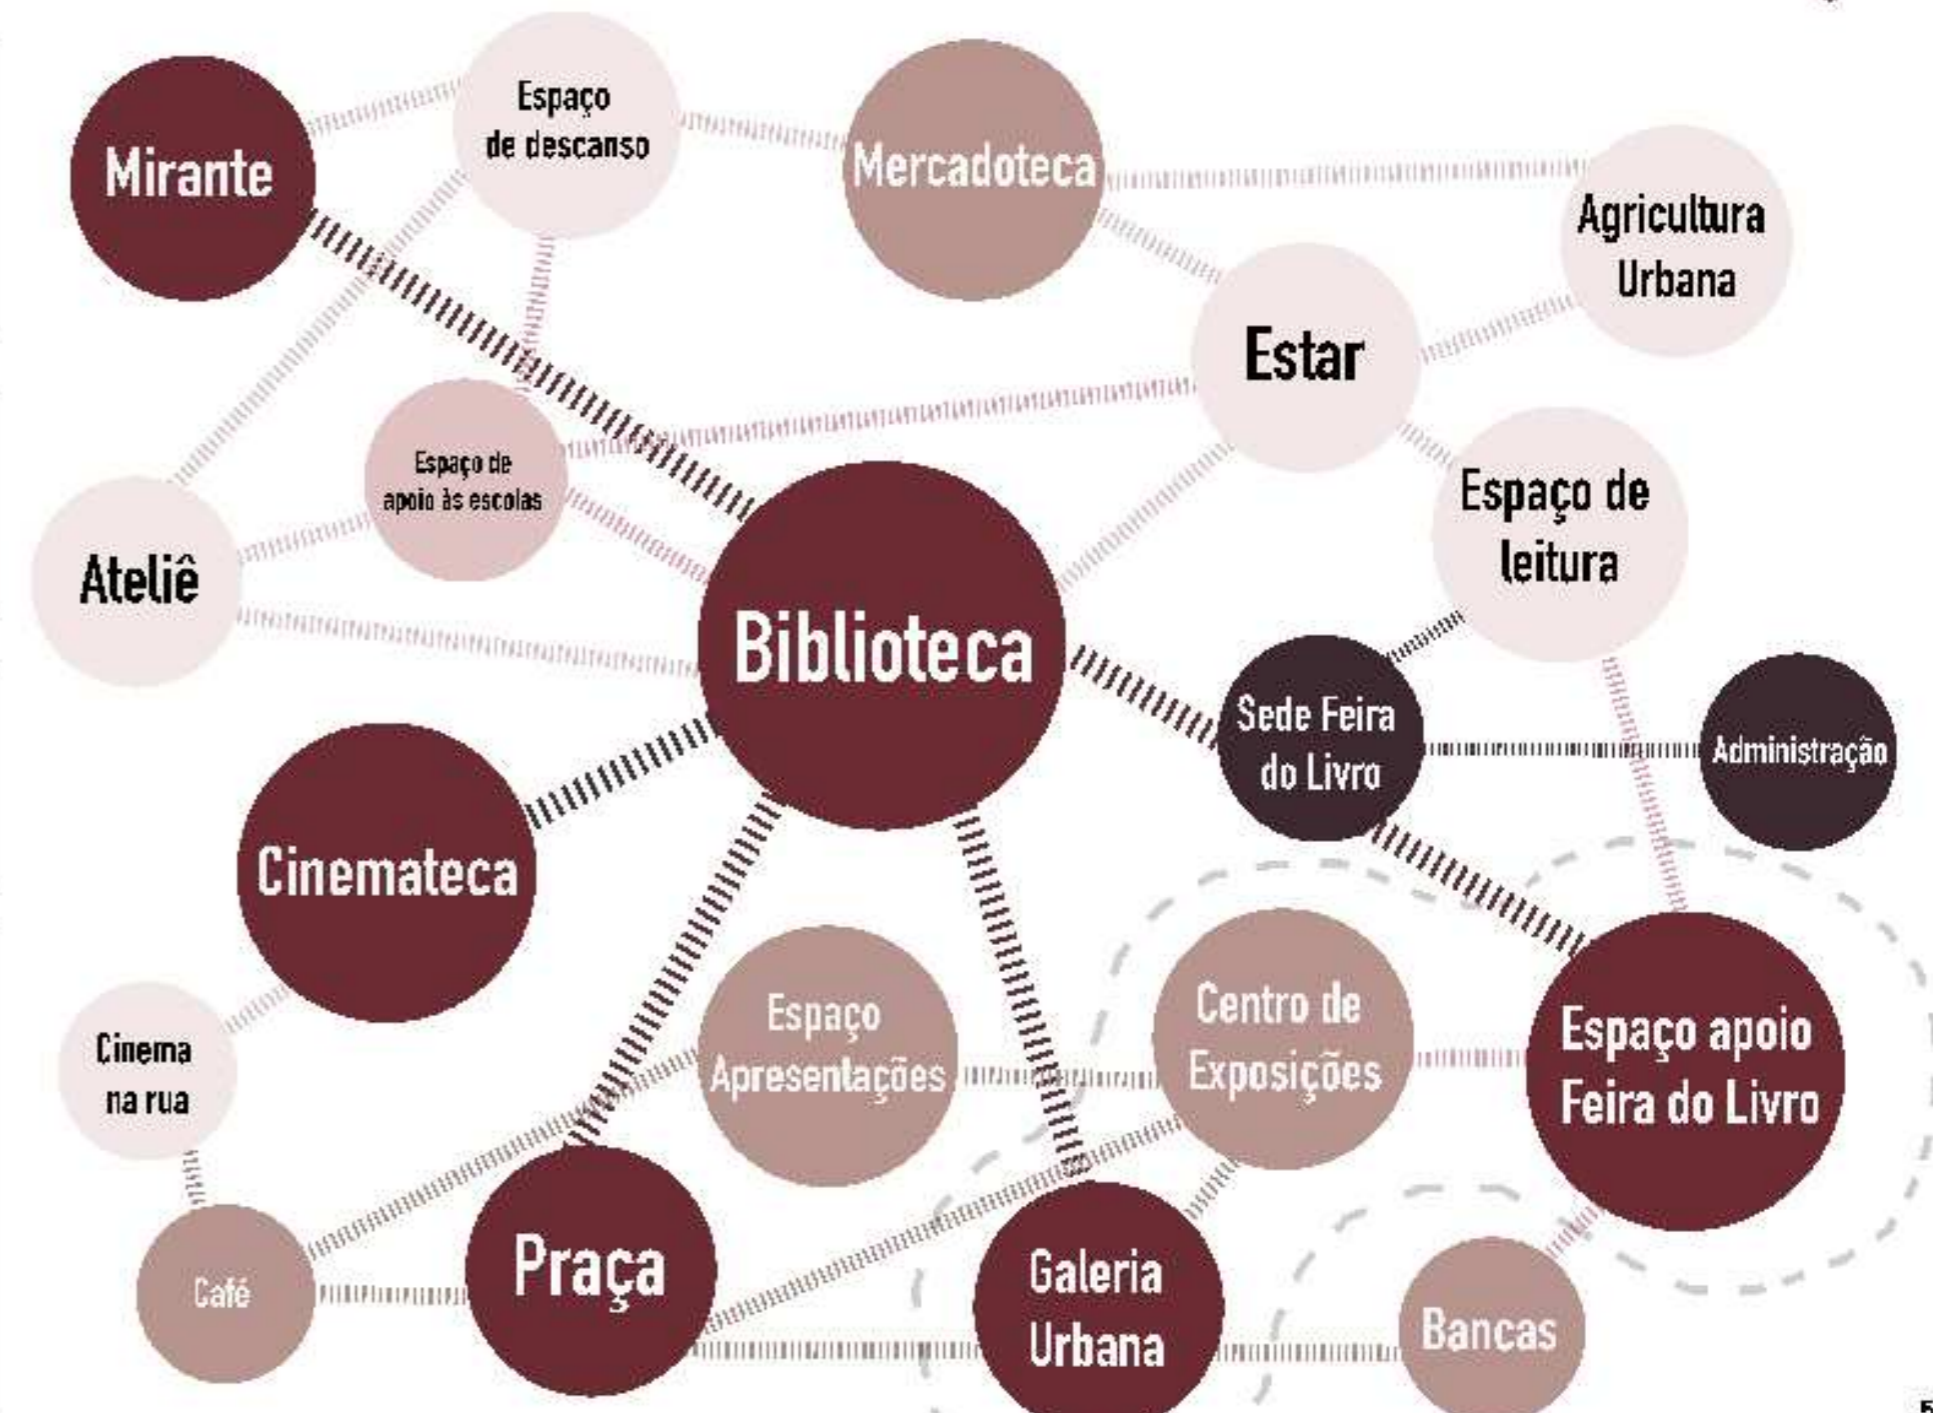 Mirante
Espaço
de descanso
Mercadoteca
Agricultura
Urbana
Estar
Espaço de
apoio às escolas
Espaço de
leitura
Ateliê
Biblioteca
Sede Feira
do Livro
Administração
Cinemateca
Espaço
Apresentações
Centro de
Exposições
Espaço apoio
Feira do Livro
Cinema
na rua
Café
Praça
Galeria
Urbana
Bancas